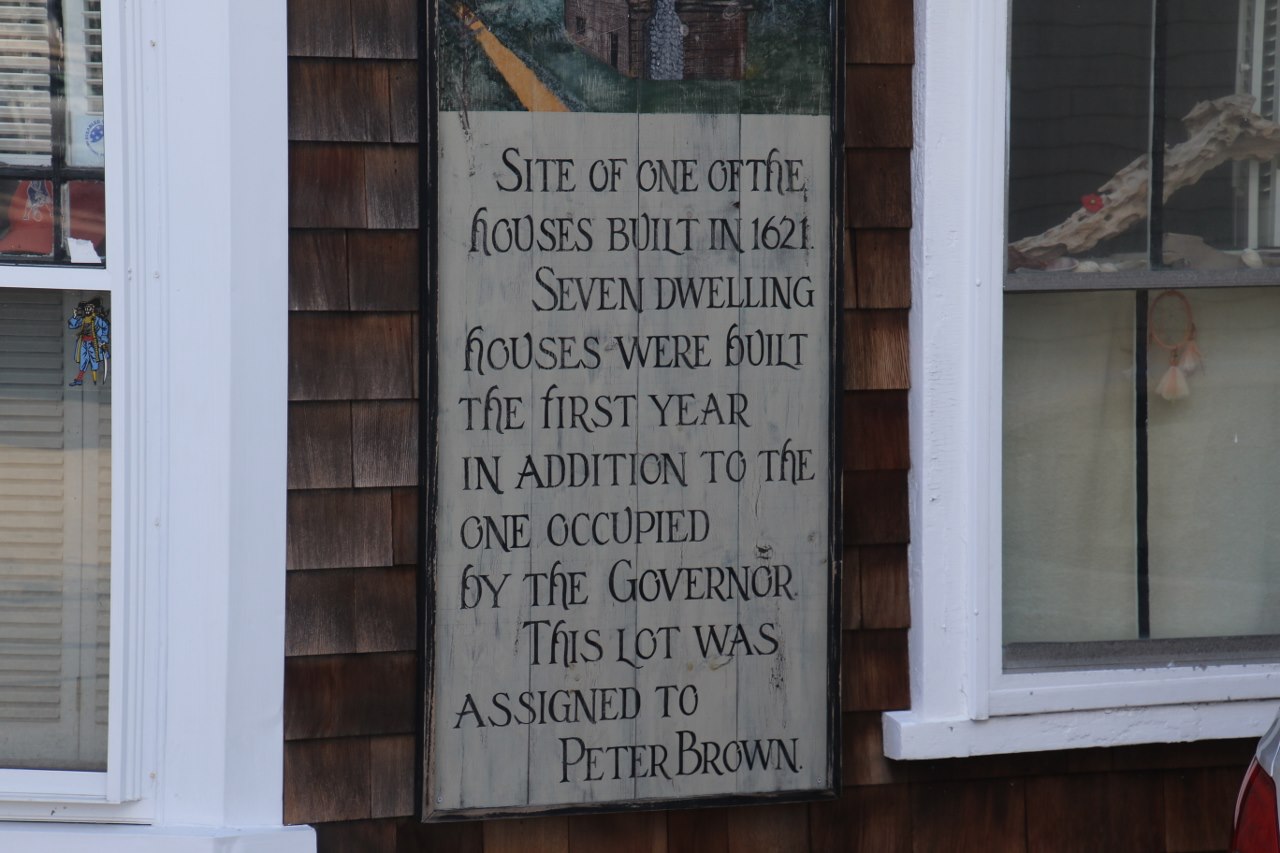 Site of one of the
houses built in 1621.
Seven dwelling
houses were built
the first year
in addition to the
one occupied
by the Governor.
This lot was
assigned to
Peter Brown.